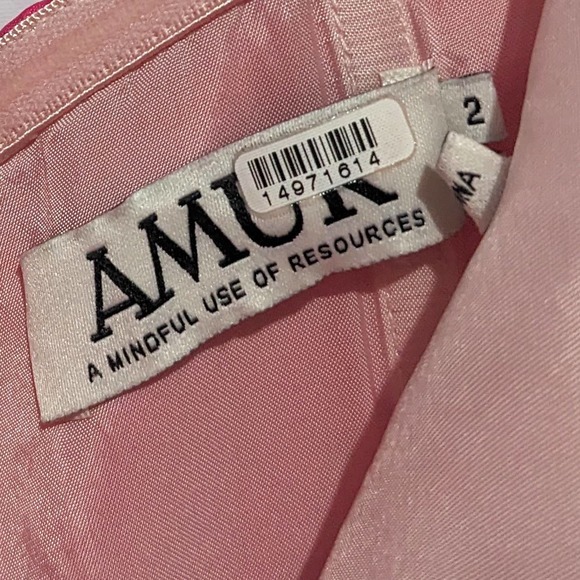 2
14971614
AMUR
A MINDFUL USE OF RESOURCES